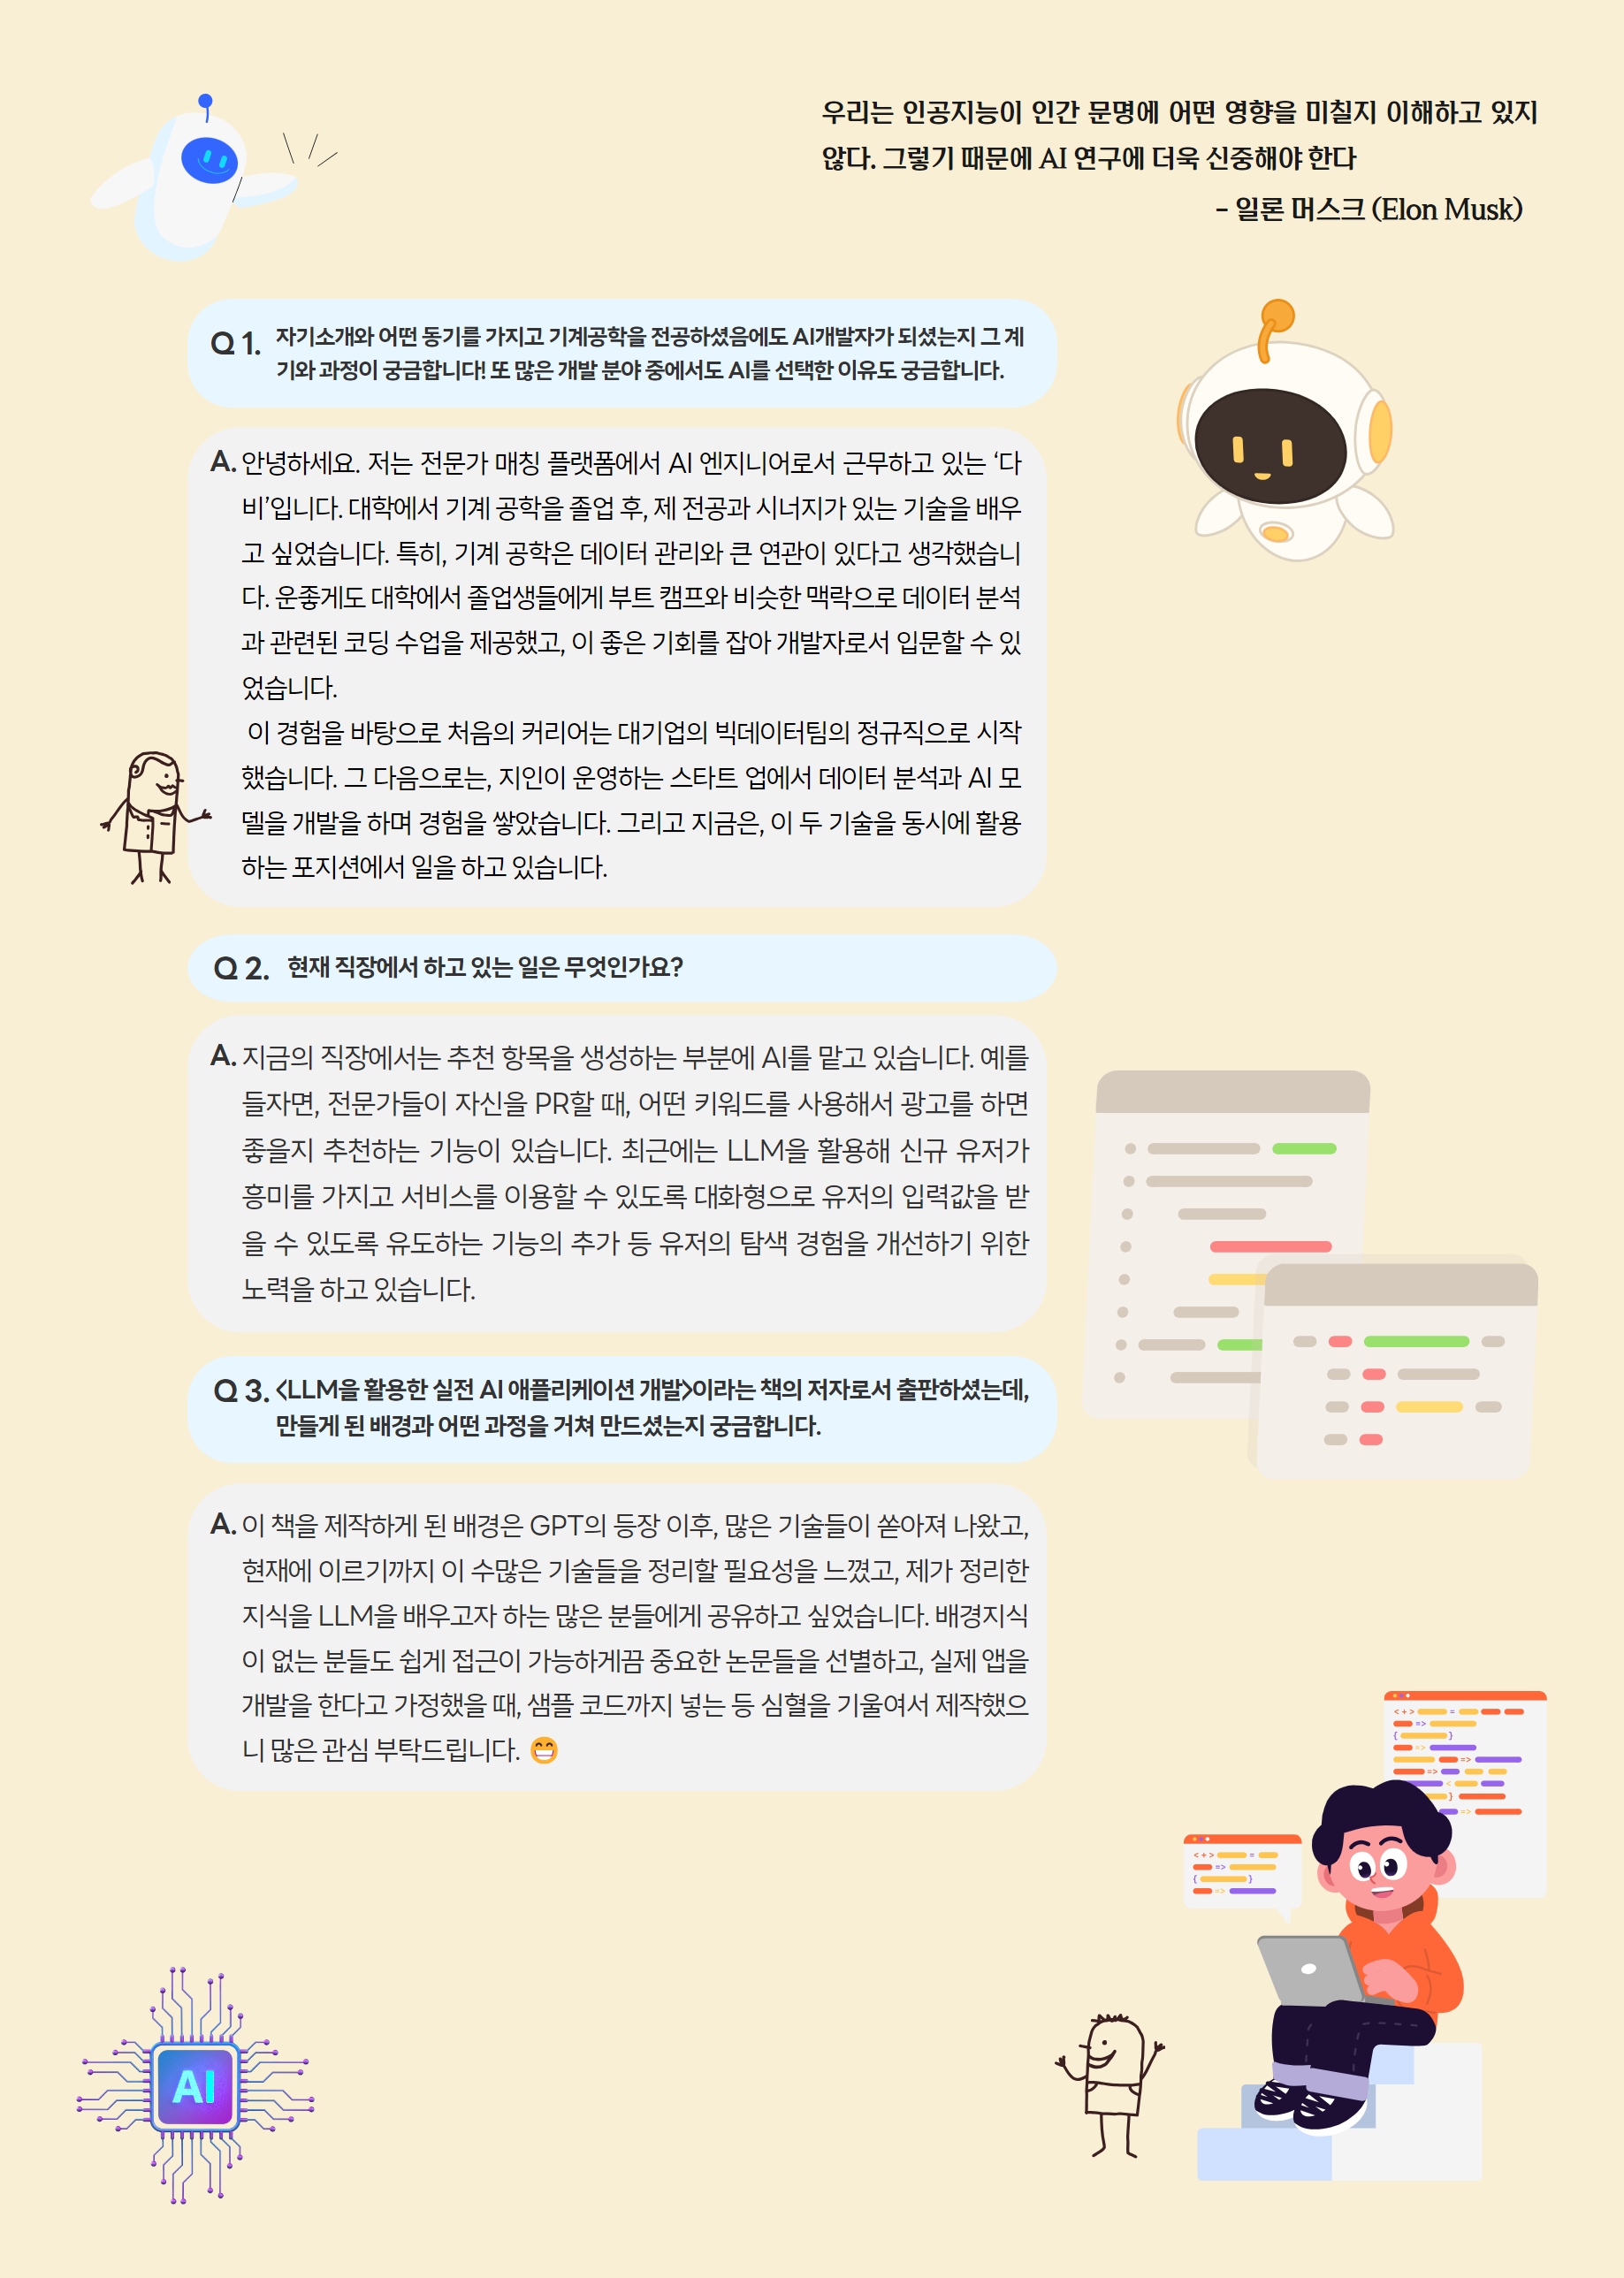 우리는 인공지능이 인간 문명에 어떤 영향을 미칠지 이해하고 있지
않다. 그렇기 때문에 AI 연구에 더욱 신중해야 한다
- 일론 머스크 (Elon Musk)
Q 1. 자기소개와 어떤 동기를 가지고 기계공학을 전공하셨음에도 AI개발자가 되셨는지 그 계
기와 과정이 궁금합니다! 또 많은 개발 분야 중에서도 AI를 선택한 이유도 궁금합니다.
A. 안녕하세요. 저는 전문가 매칭 플랫폼에서 AI 엔지니어로서 근무하고 있는 ‘다
비’입니다. 대학에서 기계 공학을 졸업 후, 제 전공과 시너지가 있는 기술을 배우
고 싶었습니다. 특히, 기계 공학은 데이터 관리와 큰 연관이 있다고 생각했습니
다. 운좋게도 대학에서 졸업생들에게 부트 캠프와 비슷한 맥락으로 데이터 분석
과 관련된 코딩 수업을 제공했고, 이 좋은 기회를 잡아 개발자로서 입문할 수 있
었습니다.
이 경험을 바탕으로 처음의 커리어는 대기업의 빅데이터팀의 정규직으로 시작
했습니다. 그 다음으로는, 지인이 운영하는 스타트 업에서 데이터 분석과 AI 모
델을 개발을 하며 경험을 쌓았습니다. 그리고 지금은, 이 두 기술을 동시에 활용
하는 포지션에서 일을 하고 있습니다.
Q 2. 현재 직장에서 하고 있는 일은 무엇인가요?
A. 지금의 직장에서는 추천 항목을 생성하는 부분에 AI를 맡고 있습니다. 예를
들자면, 전문가들이 자신을 PR할 때, 어떤 키워드를 사용해서 광고를 하면
좋을지 추천하는 기능이 있습니다. 최근에는 LLM을 활용해 신규 유저가
흥미를 가지고 서비스를 이용할 수 있도록 대화형으로 유저의 입력값을 받
을 수 있도록 유도하는 기능의 추가 등 유저의 탐색 경험을 개선하기 위한
노력을 하고 있습니다.
Q 3. <LLM을 활용한 실전 AI 애플리케이션 개발>이라는 책의 저자로서 출판하셨는데,
만들게 된 배경과 어떤 과정을 거쳐 만드셨는지 궁금합니다.
A. 이 책을 제작하게 된 배경은 GPT의 등장 이후, 많은 기술들이 쏟아져 나왔고,
현재에 이르기까지 이 수많은 기술들을 정리할 필요성을 느꼈고, 제가 정리한
지식을 LLM을 배우고자 하는 많은 분들에게 공유하고 싶었습니다. 배경지식
이 없는 분들도 쉽게 접근이 가능하게끔 중요한 논문들을 선별하고, 실제 앱을
개발을 한다고 가정했을 때, 샘플 코드까지 넣는 등 심혈을 기울여서 제작했으
니 많은 관심 부탁드립니다. 😁
AI